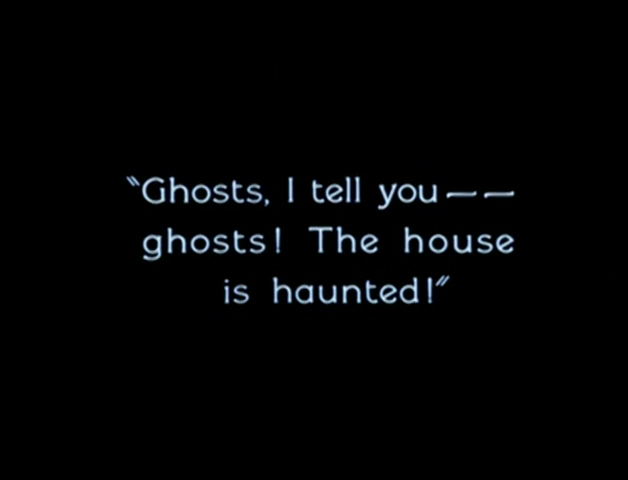 "Ghosts, I tell you——
ghosts! The house
is haunted!"